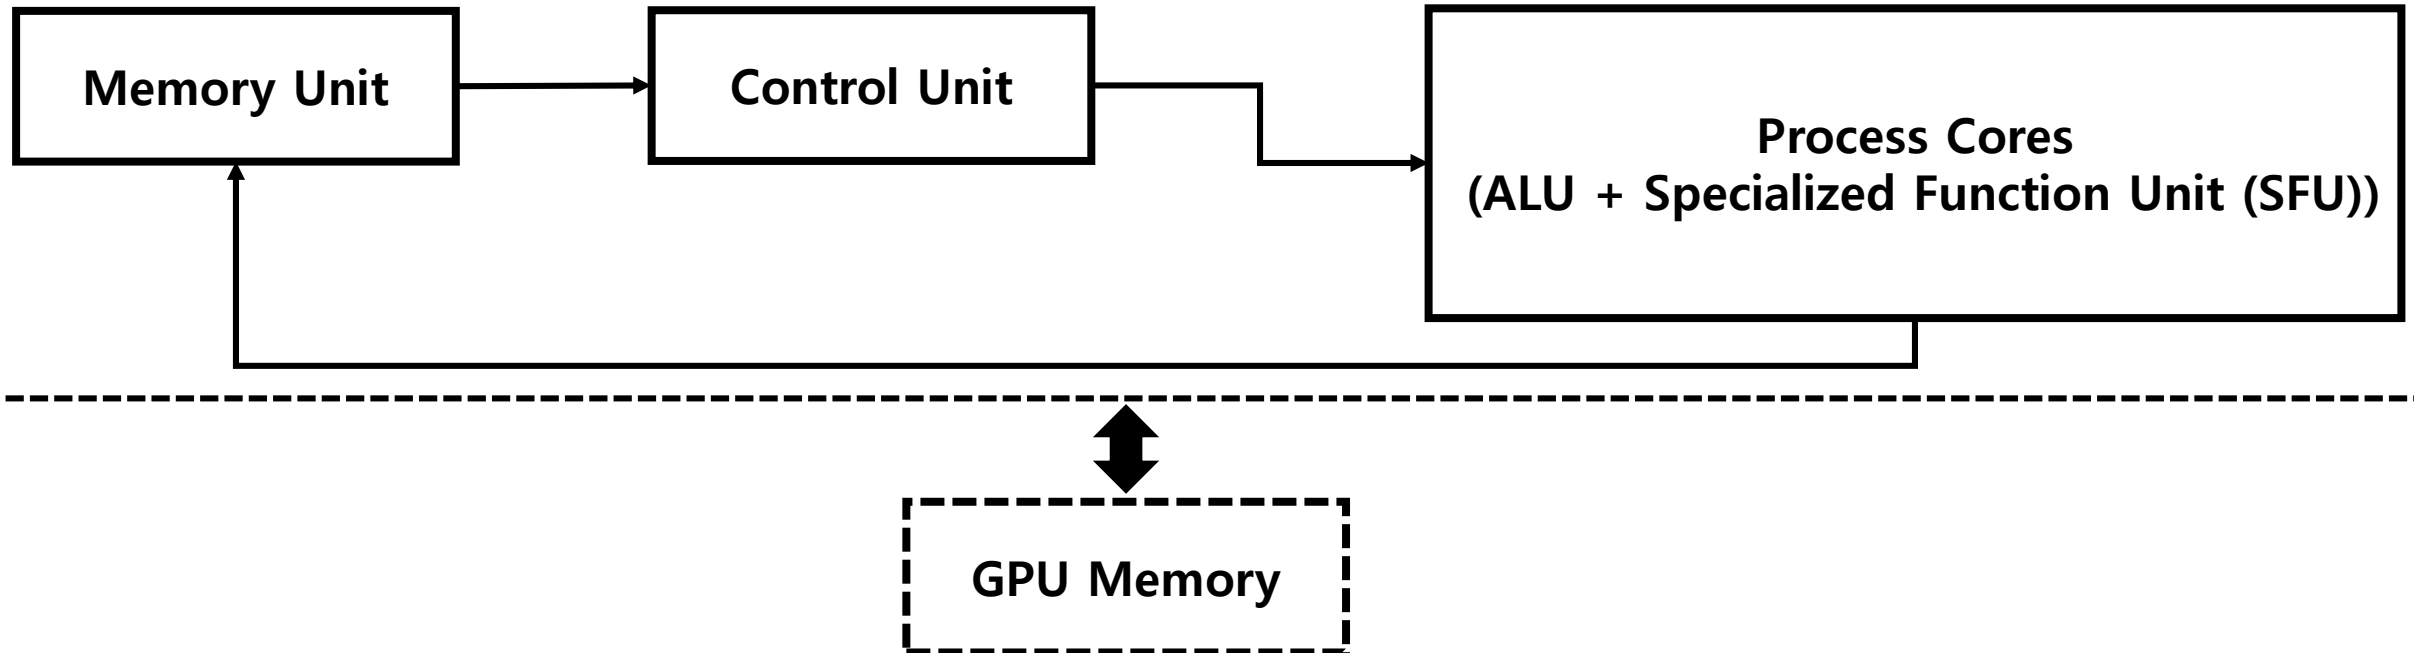 Memory Unit
Control Unit
Process Cores
(ALU + Specialized Function Unit (SFU))
GPU Memory